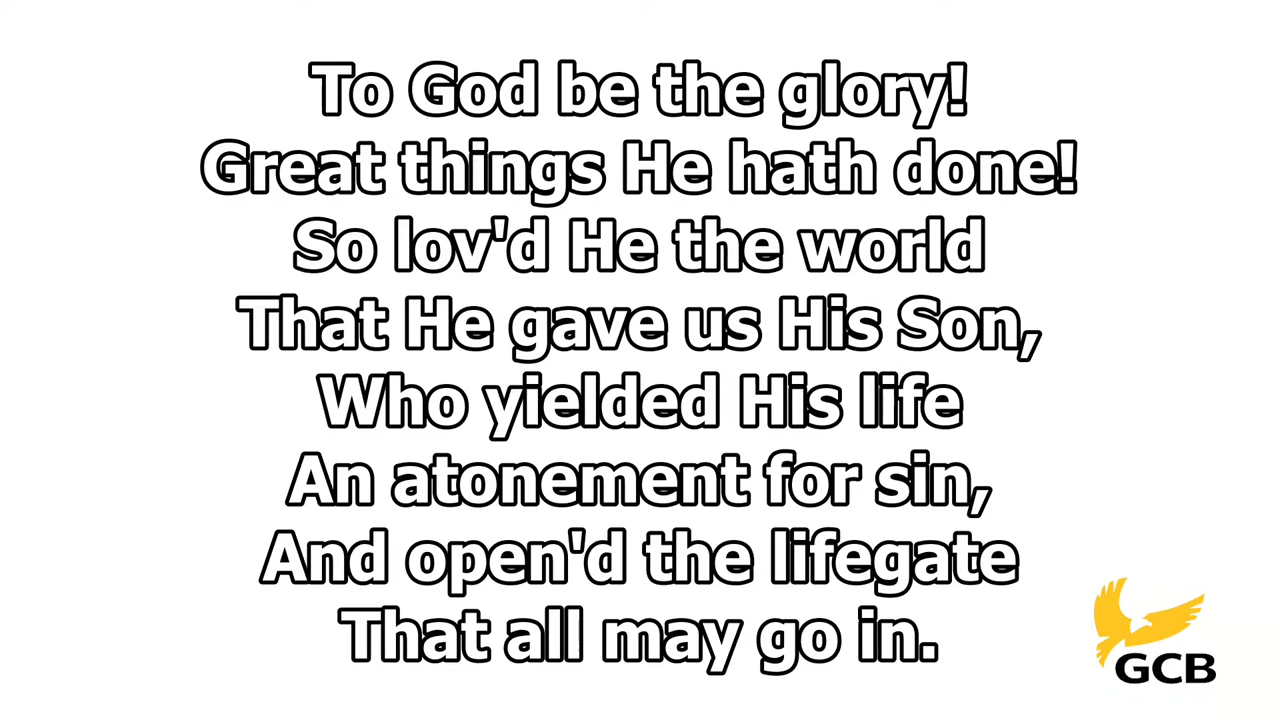 To God be the glory!
Great things He hath done!
So lov'd He the world
That He gave us His Son,
Who yielded His life
An atonement for sin,
And open'd the lifegate
That all may go in.
GCB